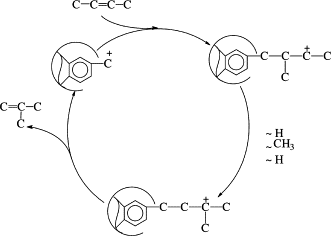 C-C=C-C
+
C
C-C-C-C
+
C
C=C-C
C
~ H
~ CH₃
~ H
C-C-C-C
+
C